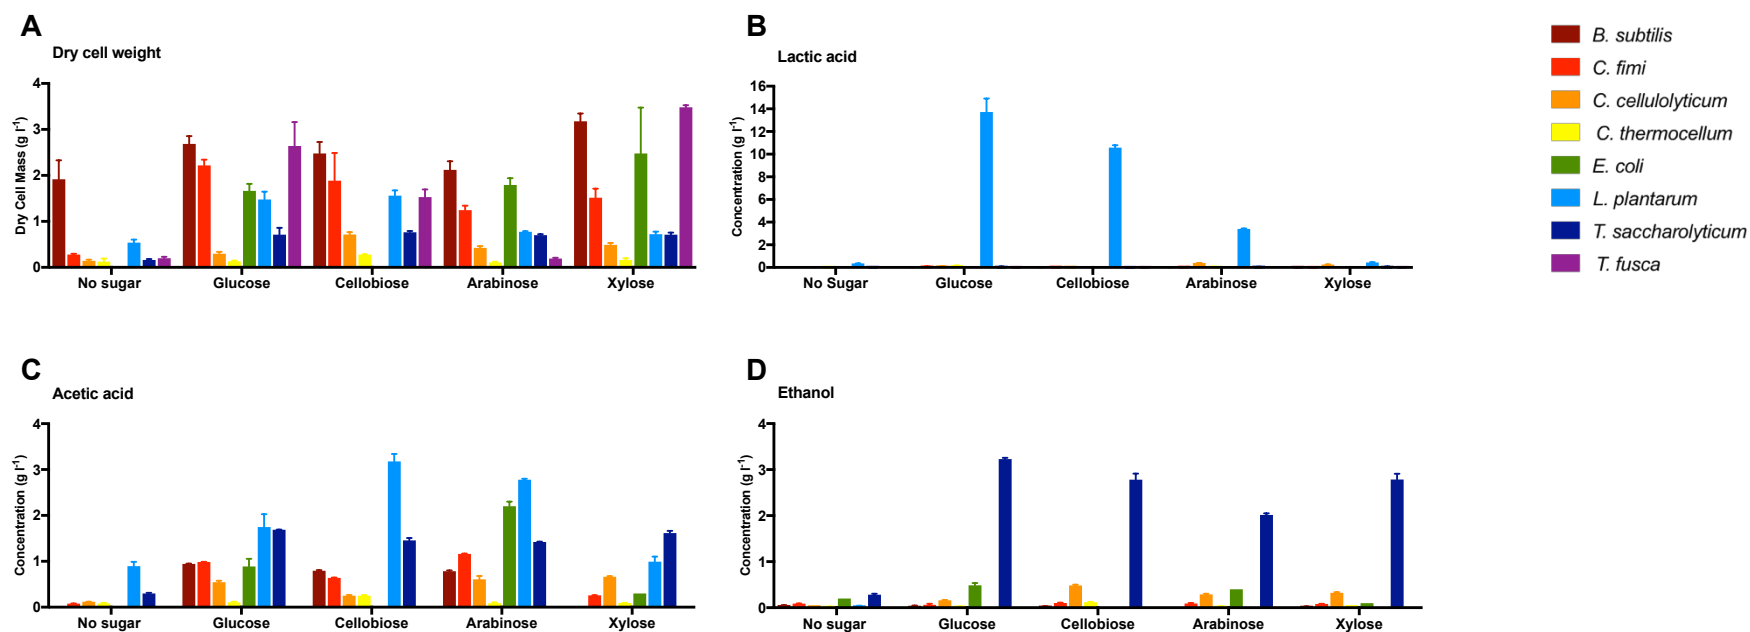 A
Dry cell weight
Dry Cell Mass (g l-1)
4
3
2
1
0
No sugar Glucose Cellobiose Arabinose Xylose
B
Lactic acid
Concentration (g l-1)
16
14
12
10
8
6
4
2
0
No Sugar Glucose Cellobiose Arabinose Xylose
B. subtilis
C. fimi
C. cellulolyticum
C. thermocellum
E. coli
L. plantarum
T. saccharolyticum
T. fusca
C
Acetic acid
Concentration (g l-1)
4
3
2
1
0
No sugar Glucose Cellobiose Arabinose Xylose
D
Ethanol
Concentration (g l-1)
4
3
2
1
0
No sugar Glucose Cellobiose Arabinose Xylose